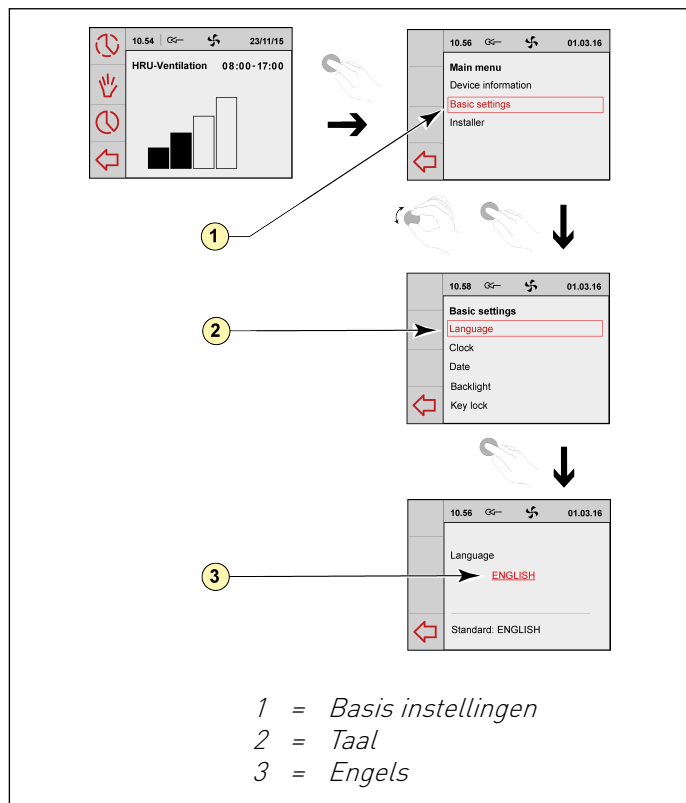 10.54 23/11/15
HRU-Ventilation 08:00-17:00
10.56 01.03.16
Main menu
Device information
Basic settings
Installer
1
10.58 01.03.16
Basic settings
Language
Clock
Date
Backlight
Key lock
2
10.56 01.03.16
Language
ENGLISH
Standard: ENGLISH
3
1 = Basis instellingen
2 = Taal
3 = Engels